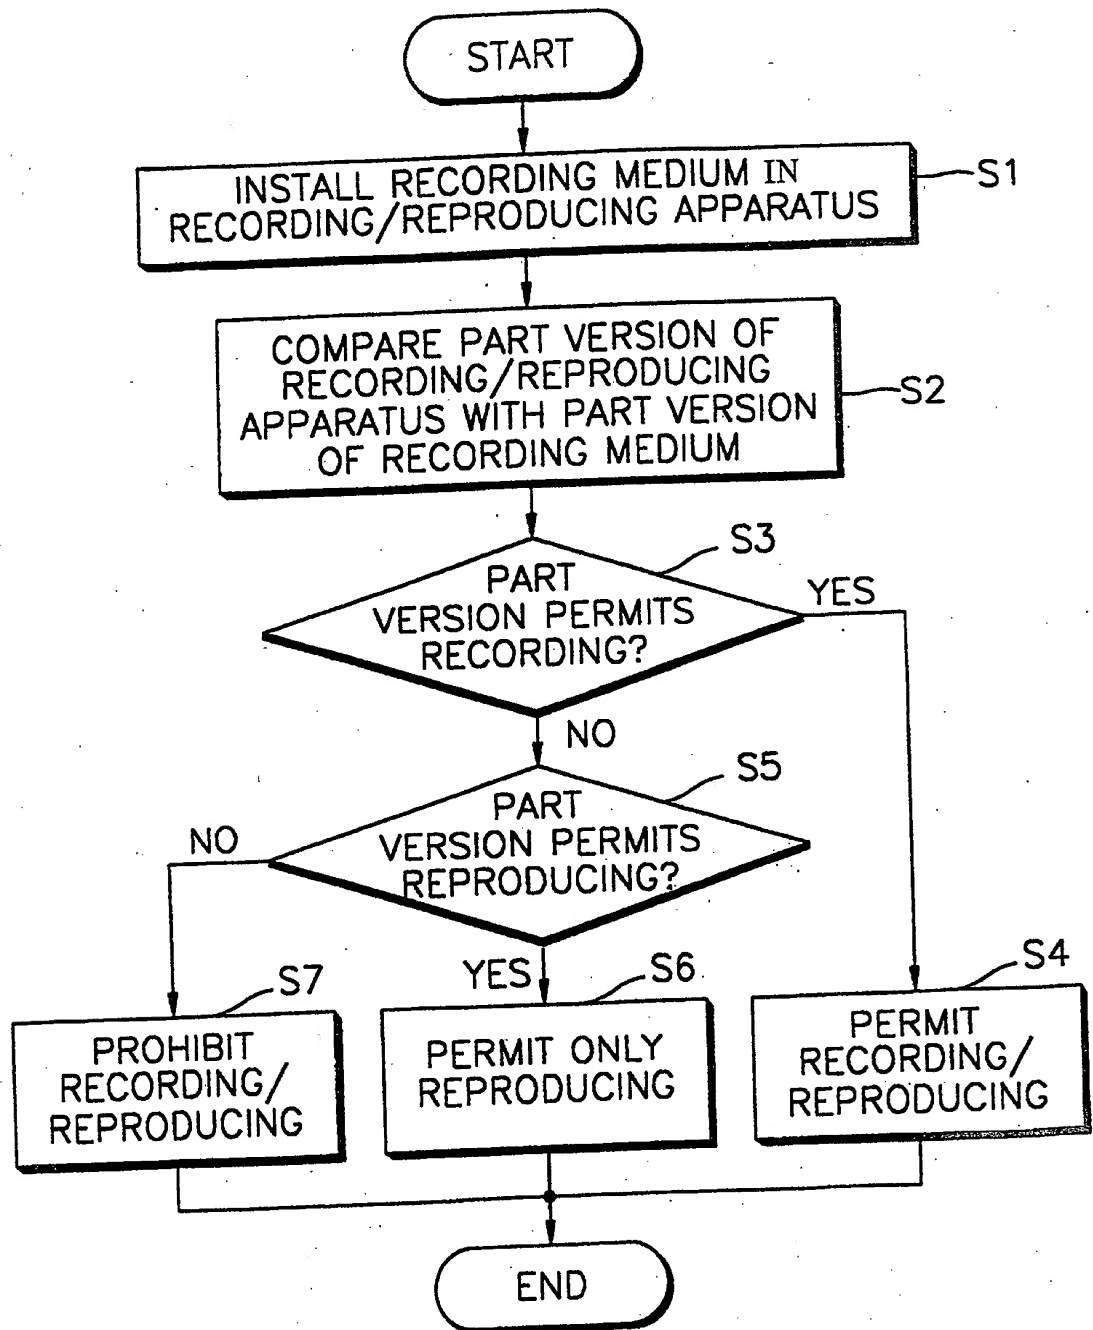 START
INSTALL RECORDING MEDIUM IN
RECORDING/REPRODUCING APPARATUS
S1
COMPARE PART VERSION OF
RECORDING/REPRODUCING
APPARATUS WITH PART VERSION
OF RECORDING MEDIUM
S2
S3
PART
VERSION PERMITS
RECORDING?
YES
NO
S5
PART
VERSION PERMITS
REPRODUCING?
NO
YES
S7
PROHIBIT
RECORDING/
REPRODUCING
S6
PERMIT ONLY
REPRODUCING
S4
PERMIT
RECORDING/
REPRODUCING
END